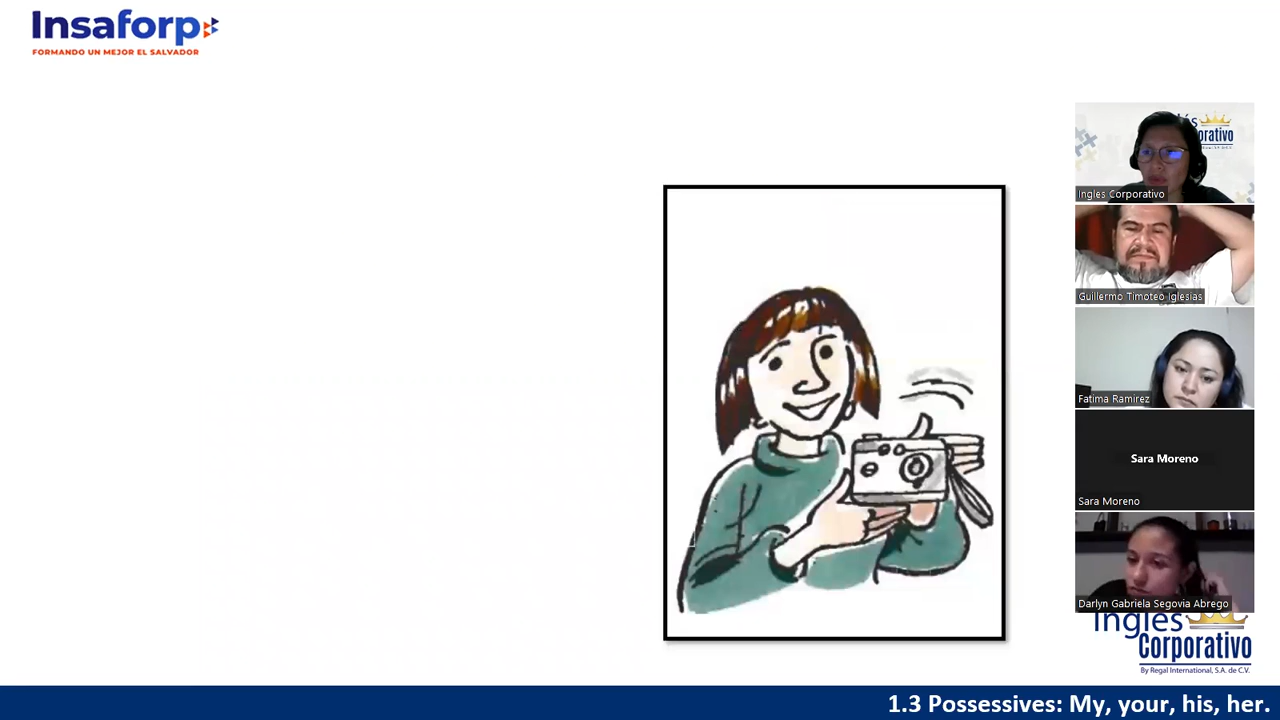 Insaforp
FORMANDO UN MEJOR EL SALVADOR
Ingles Corporativo
Guillermo Timoteo Iglesias
Fatima Ramirez
Sara Moreno
Sara Moreno
Darlyn Gabriela Segovia Abrego
Inglés
Corporativo
By Regal International, S.A. de C.V.
1.3 Possessives: My, your, his, her.